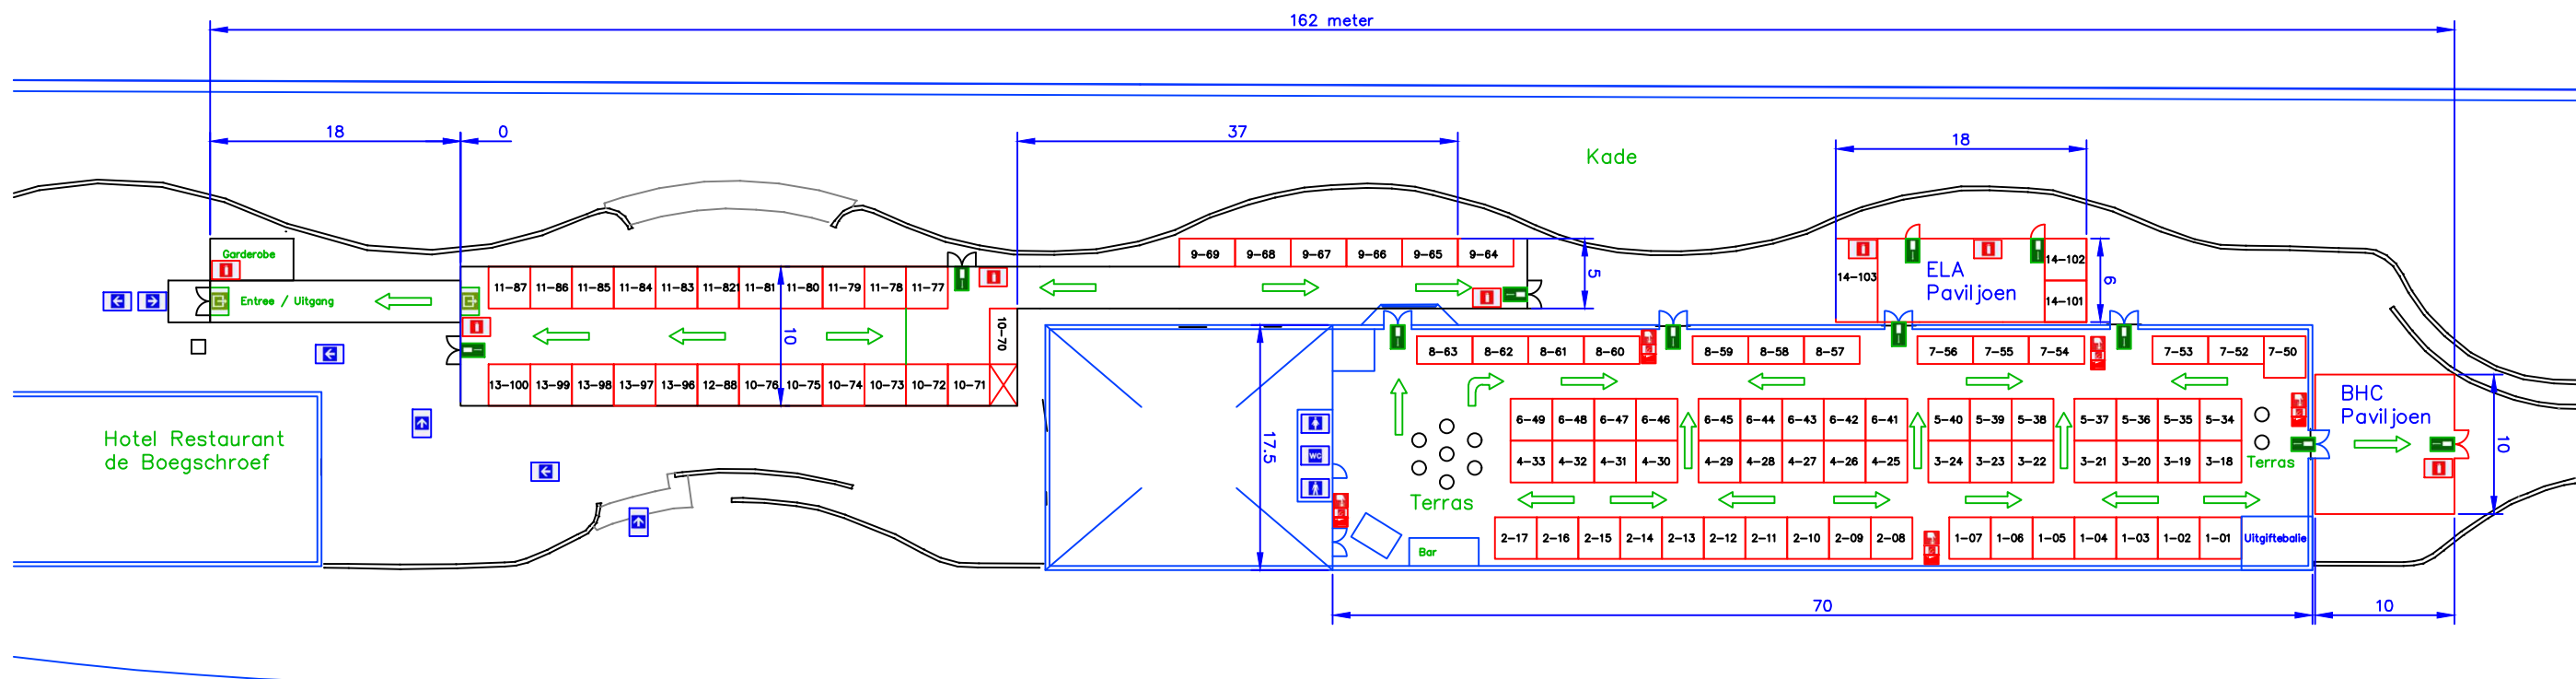 162 meter
18
0
37
18
Kade
Garderobe
Entree / Uitgang
9-69 9-68 9-67 9-66 9-65 9-64
5
14-103
ELA
Paviljoen
14-102
14-101
6
11-87 11-86 11-85 11-84 11-83 11-821 11-81 11-80 11-79 11-78 11-77
10
10-70
13-100 13-99 13-98 13-97 13-96 12-88 10-76 10-75 10-74 10-73 10-72 10-71
8-63 8-62 8-61 8-60 8-59 8-58 8-57 7-56 7-55 7-54 7-53 7-52 7-50
BHC
Paviljoen
10
Hotel Restaurant
de Boegschroef
17.5
WC
6-49 6-48 6-47 6-46 6-45 6-44 6-43 6-42 6-41 5-40 5-39 5-38 5-37 5-36 5-35 5-34
4-33 4-32 4-31 4-30 4-29 4-28 4-27 4-26 4-25 3-24 3-23 3-22 3-21 3-20 3-19 3-18
Terras
Terras
2-17 2-16 2-15 2-14 2-13 2-12 2-11 2-10 2-09 2-08 1-07 1-06 1-05 1-04 1-03 1-02 1-01
Uitgiftebalie
Bar
70
10